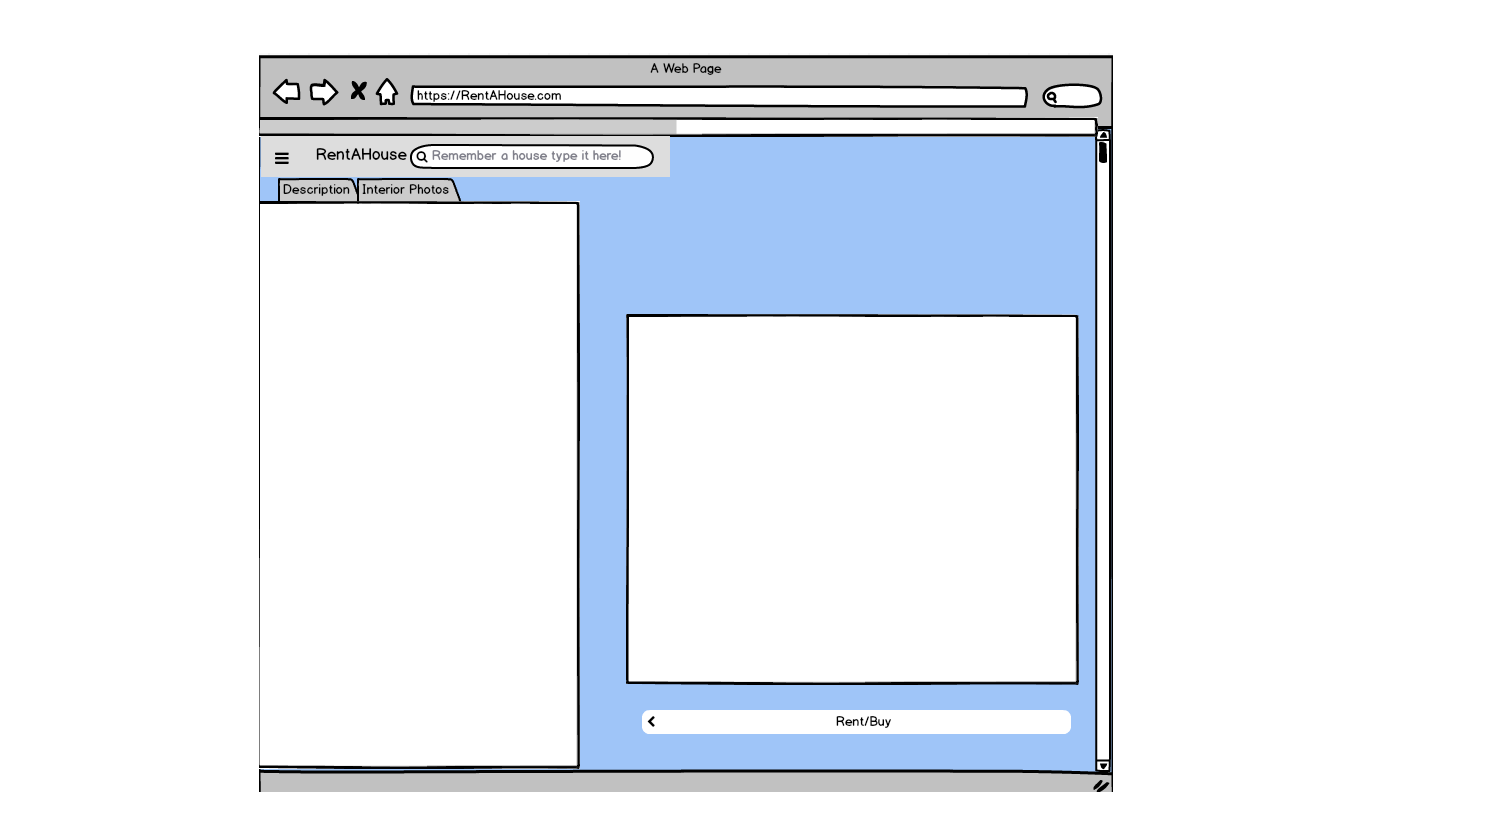 A Web Page
https://RentAHouse.com
RentAHouse
Remember a house type it here!
Description
Interior Photos
Rent/Buy